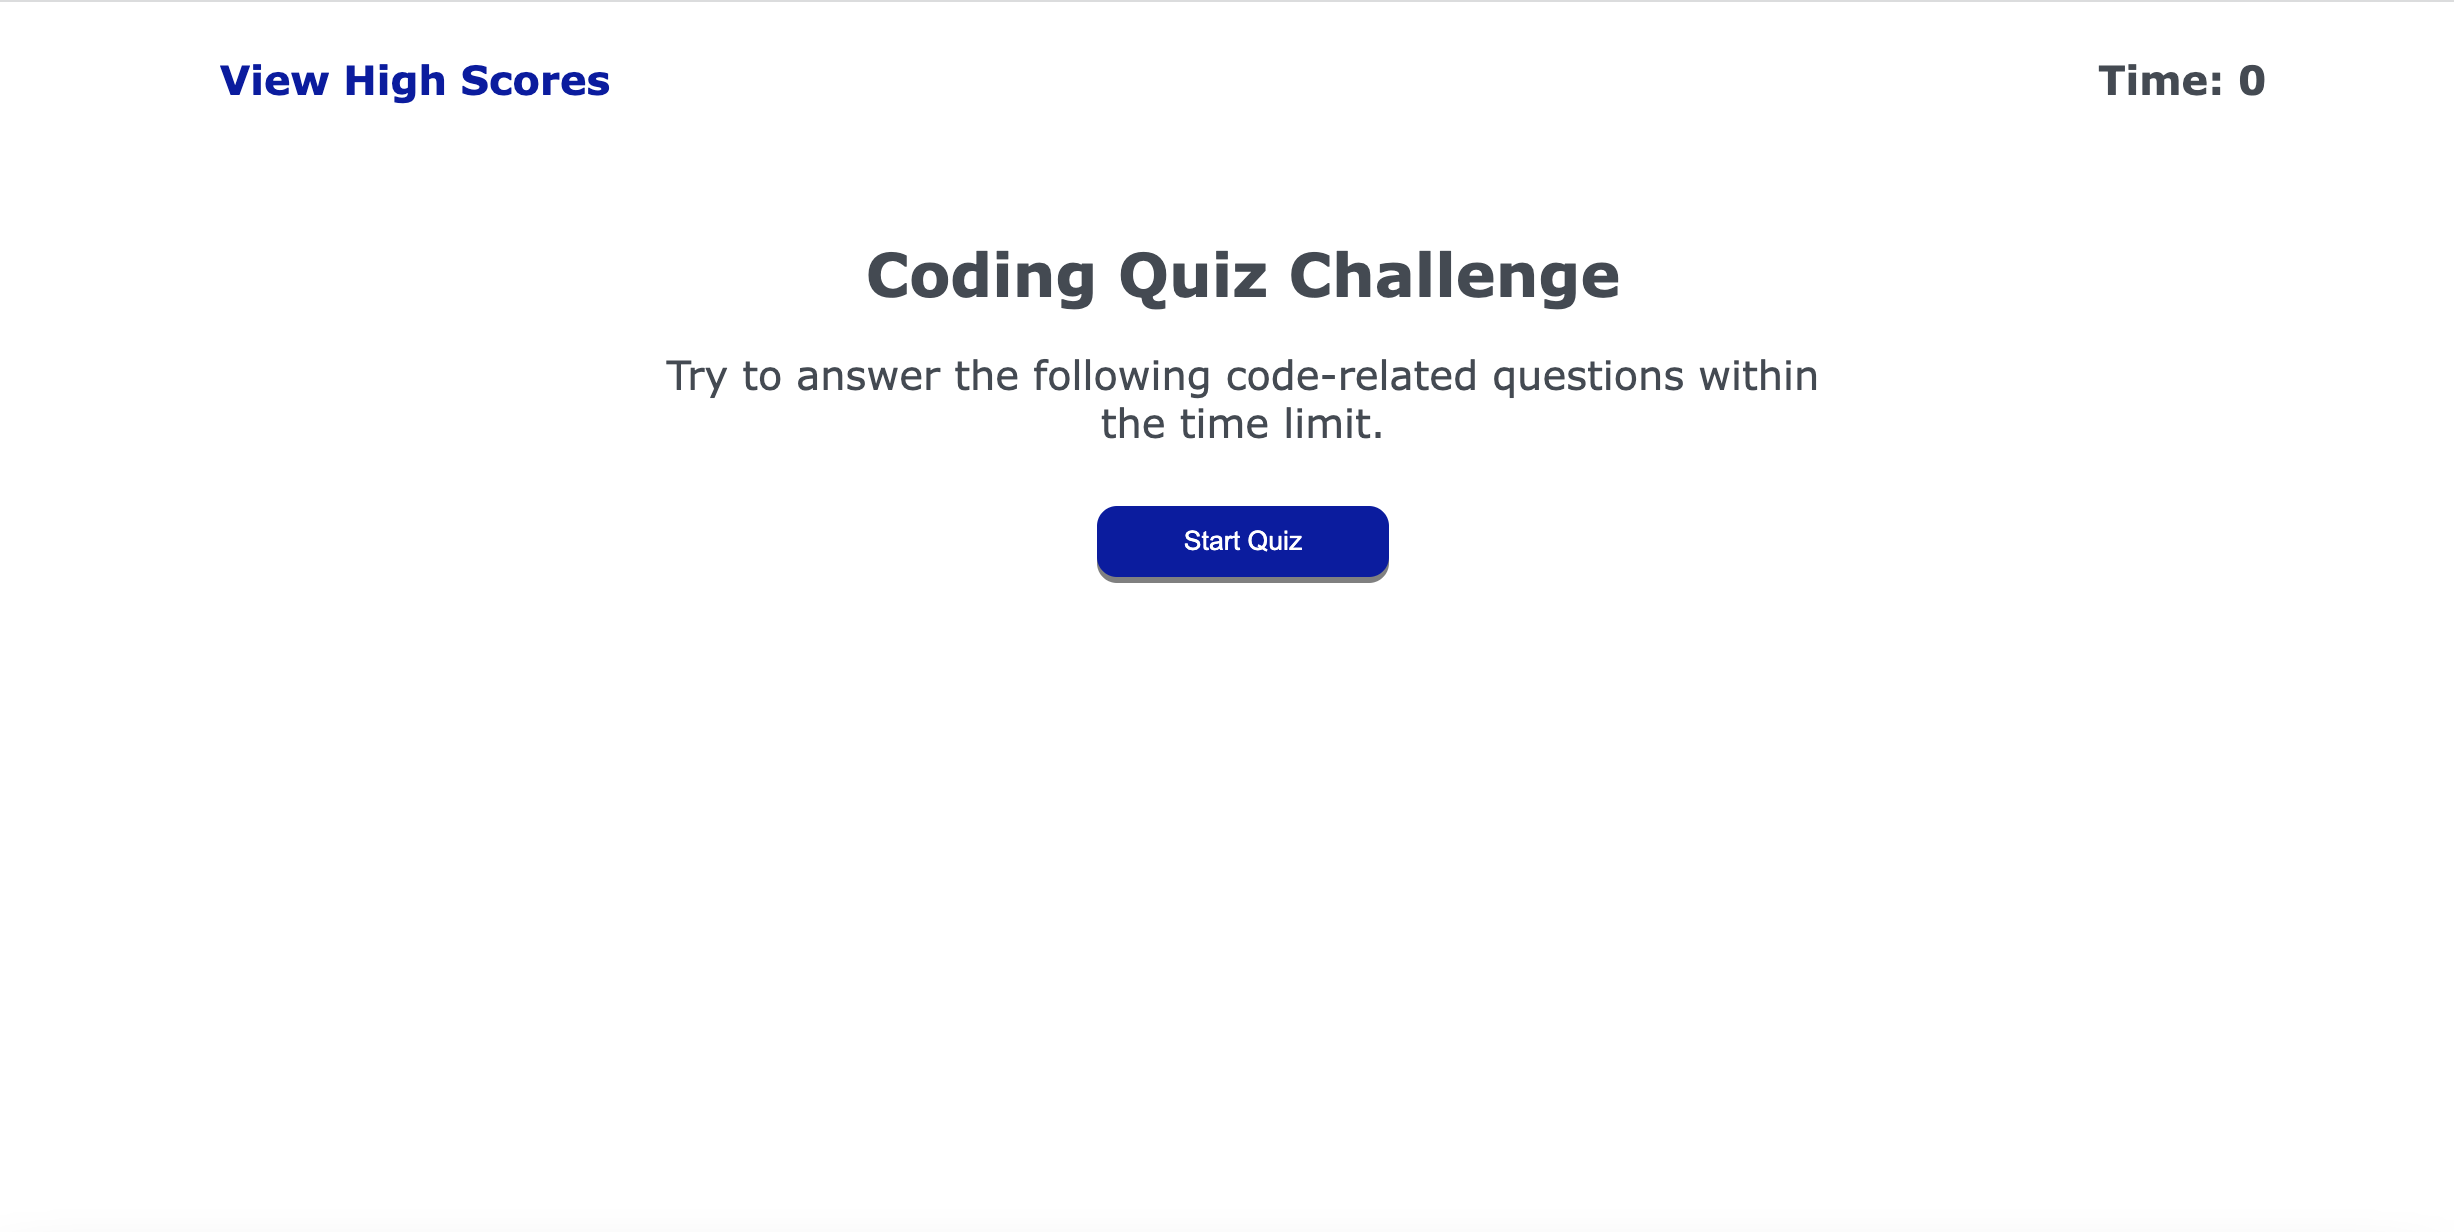 View High Scores
Time: 0
Coding Quiz Challenge
Try to answer the following code-related questions within
the time limit.
Start Quiz